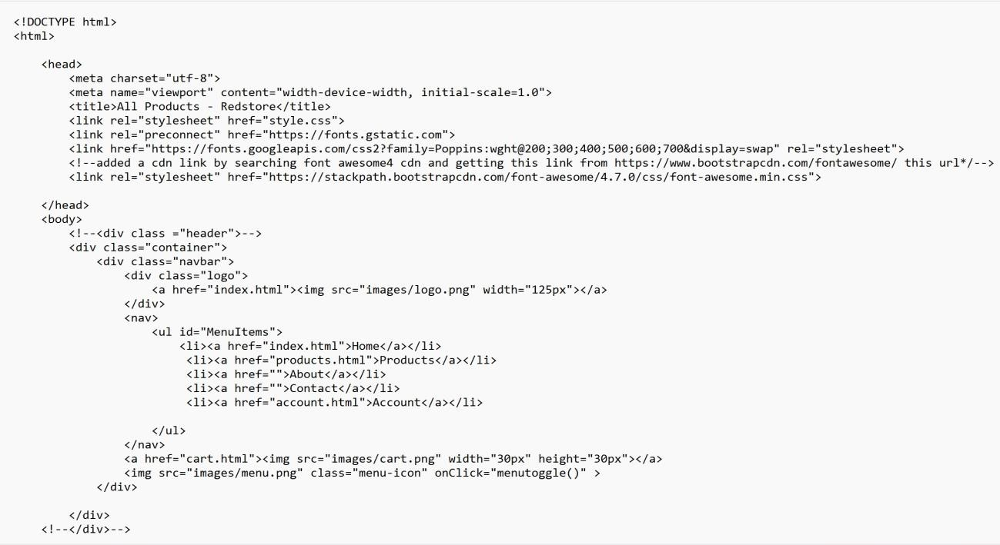 <!DOCTYPE html>
<html>
<head>
<meta charset="utf-8">
<meta name="viewport" content="width-device-width, initial-scale=1.0">
<title>All Products - Redstore</title>
<link rel="stylesheet" href="style.css">
<link rel="preconnect" href="https://fonts.gstatic.com">
<link href="https://fonts.googleapis.com/css2?family=Poppins:wght@200;300;400;500;600;700&display=swap" rel="stylesheet">
<!--added a cdn link by searching font awesome4 cdn and getting this link from https://www.bootstrapcdn.com/fontawesome/ this url*/-->
<link rel="stylesheet" href="https://stackpath.bootstrapcdn.com/font-awesome/4.7.0/css/font-awesome.min.css">
</head>
<body>
<!--<div class ="header">-->
<div class="container">
<div class="navbar">
<div class="logo">
<a href="index.html"><img src="images/logo.png" width="125px"></a>
</div>
<nav>
<ul id="MenuItems">
<li><a href="index.html">Home</a></li>
<li><a href="products.html">Products</a></li>
<li><a href="">About</a></li>
<li><a href="">Contact</a></li>
<li><a href="account.html">Account</a></li>
</ul>
</nav>
<a href="cart.html"><img src="images/cart.png" width="30px" height="30px"></a>
<img src="images/menu.png" class="menu-icon" onClick="menutoggle()" >
</div>
</div>
<!--</div>-->